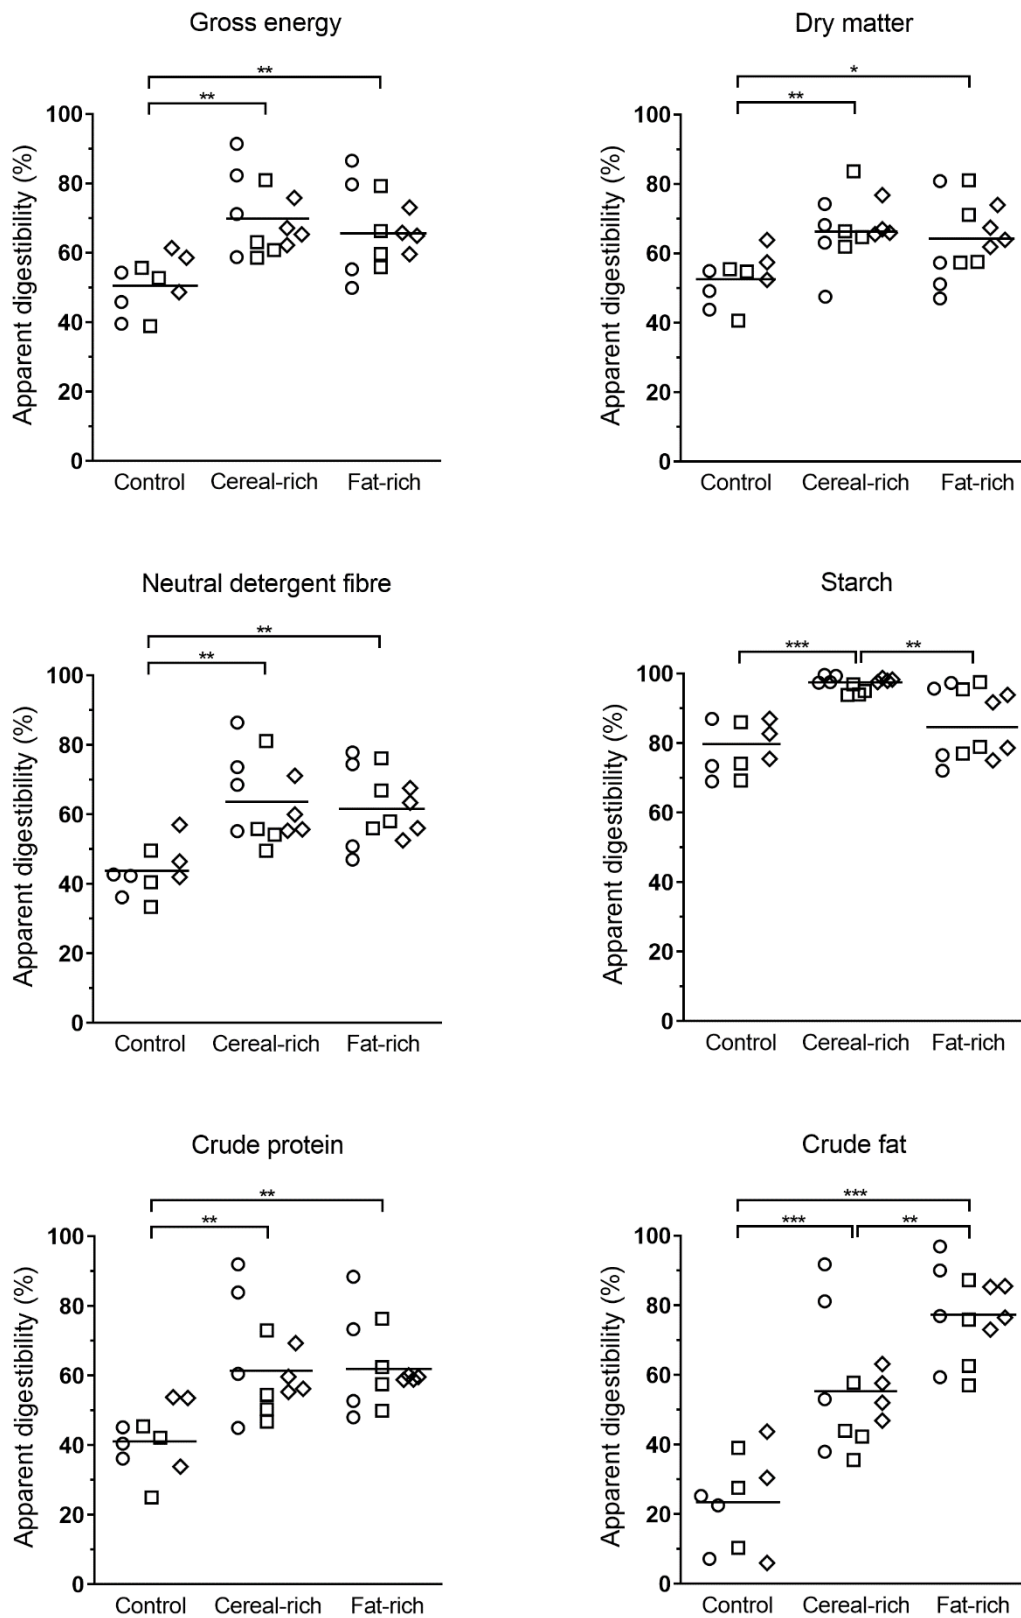 Gross energy
**
**
Apparent digestibility (%)
100
80
60
40
20
0
Control Cereal-rich Fat-rich
Dry matter
*
**
Apparent digestibility (%)
100
80
60
40
20
0
Control Cereal-rich Fat-rich
Neutral detergent fibre
**
**
Apparent digestibility (%)
100
80
60
40
20
0
Control Cereal-rich Fat-rich
Starch
*** **
Apparent digestibility (%)
100
80
60
40
20
0
Control Cereal-rich Fat-rich
Crude protein
**
**
Apparent digestibility (%)
100
80
60
40
20
0
Control Cereal-rich Fat-rich
Crude fat
***
*** **
Apparent digestibility (%)
100
80
60
40
20
0
Control Cereal-rich Fat-rich